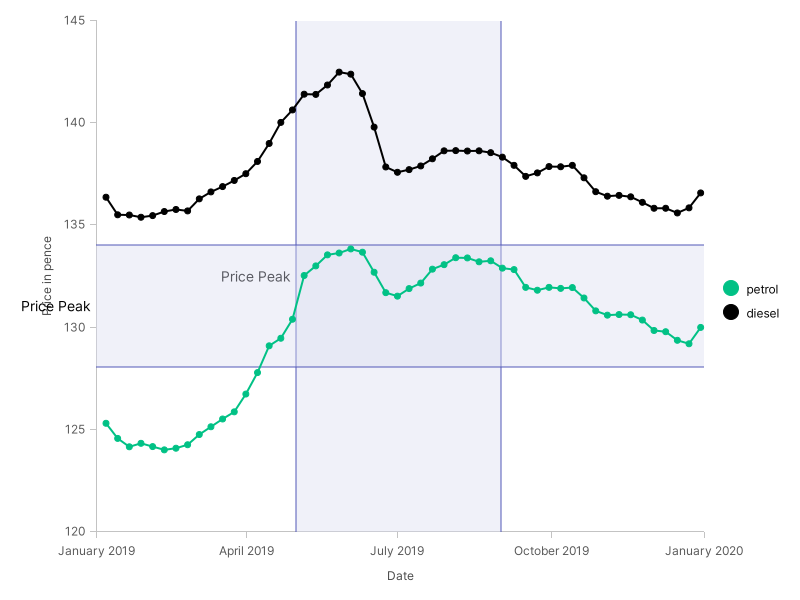 145
140
135
130
125
120
Price in pence
Price Peak
Price Peak
January 2019
April 2019
July 2019
October 2019
January 2020
Date
petrol
diesel